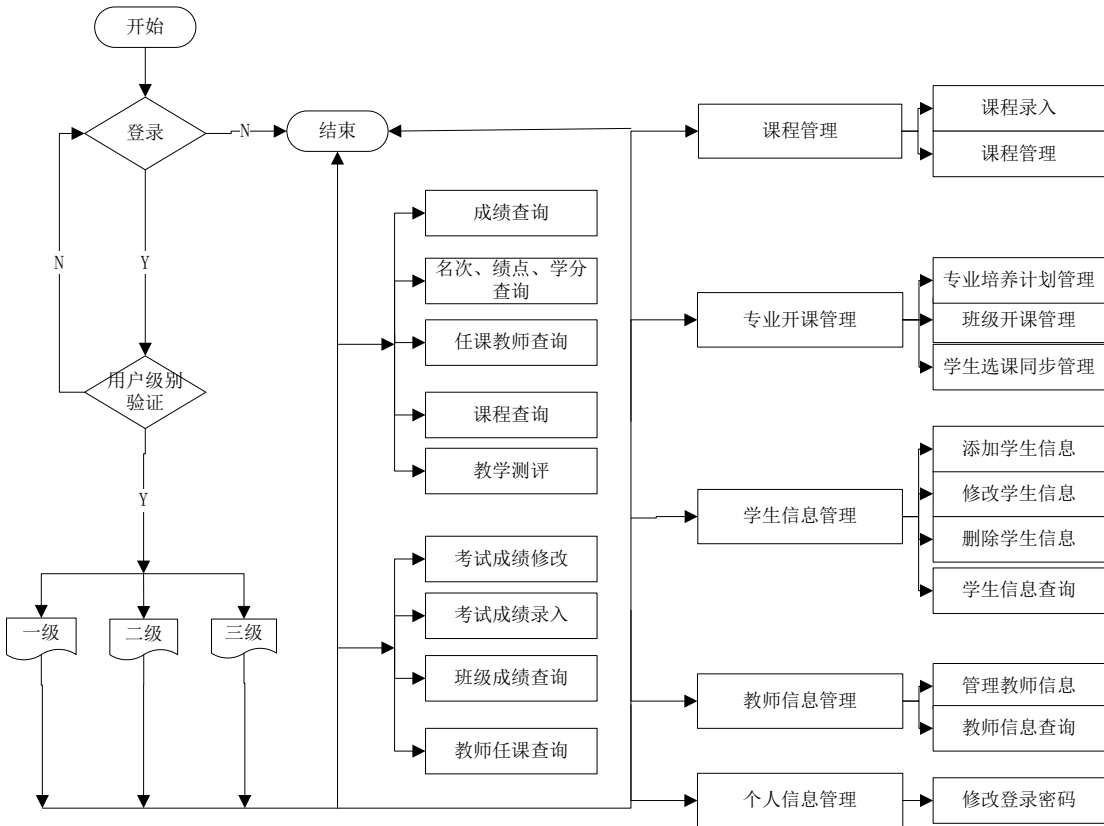 开始
登录
N
结束
N
Y
用户级别
验证
Y
一级
二级
三级
成绩查询
名次、绩点、学分
查询
任课教师查询
课程查询
教学测评
考试成绩修改
考试成绩录入
班级成绩查询
教师任课查询
课程管理
课程录入
课程管理
专业开课管理
专业培养计划管理
班级开课管理
学生选课同步管理
学生信息管理
添加学生信息
修改学生信息
删除学生信息
学生信息查询
教师信息管理
管理教师信息
教师信息查询
个人信息管理
修改登录密码